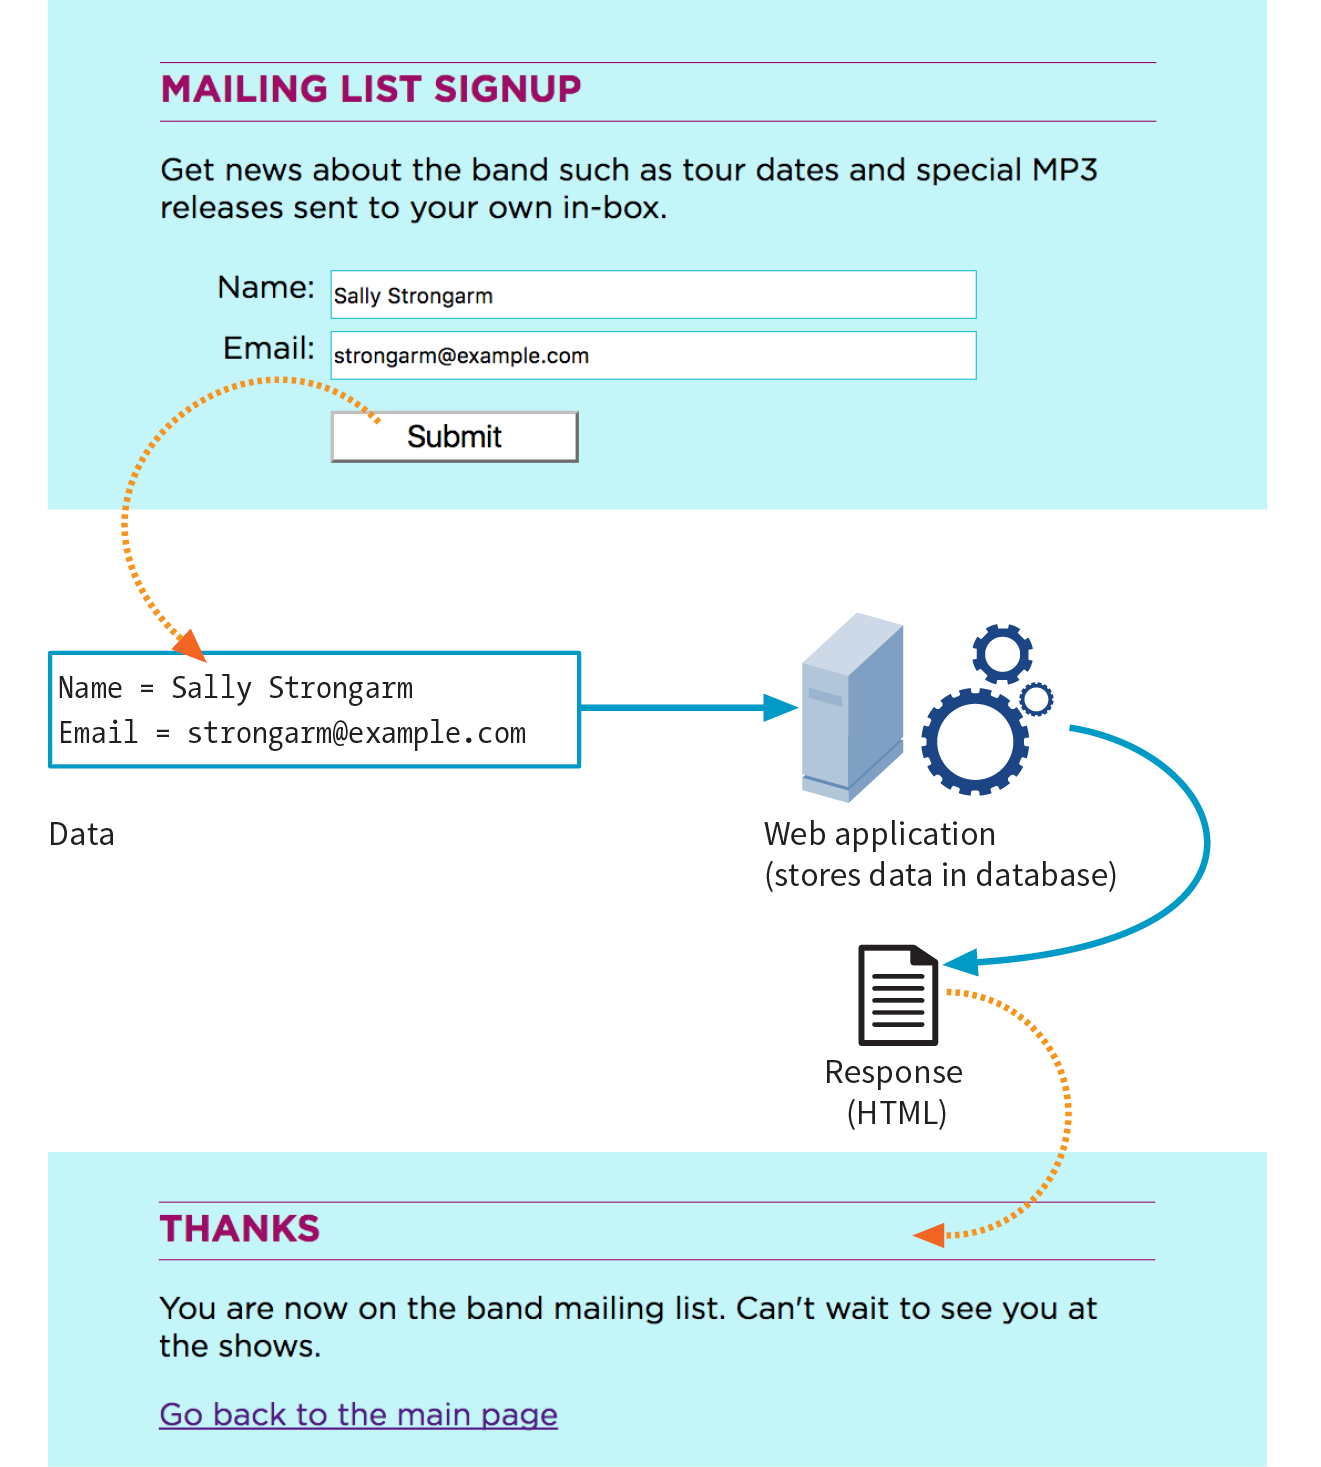 MAILING LIST SIGNUP
Get news about the band such as tour dates and special MP3
releases sent to your own in-box.
Name: Sally Strongarm
Email: strongarm@example.com
Submit
Name = Sally Strongarm
Email = strongarm@example.com
Data
Web application
(stores data in database)
Response
(HTML)
THANKS
You are now on the band mailing list. Can't wait to see you at
the shows.
Go back to the main page